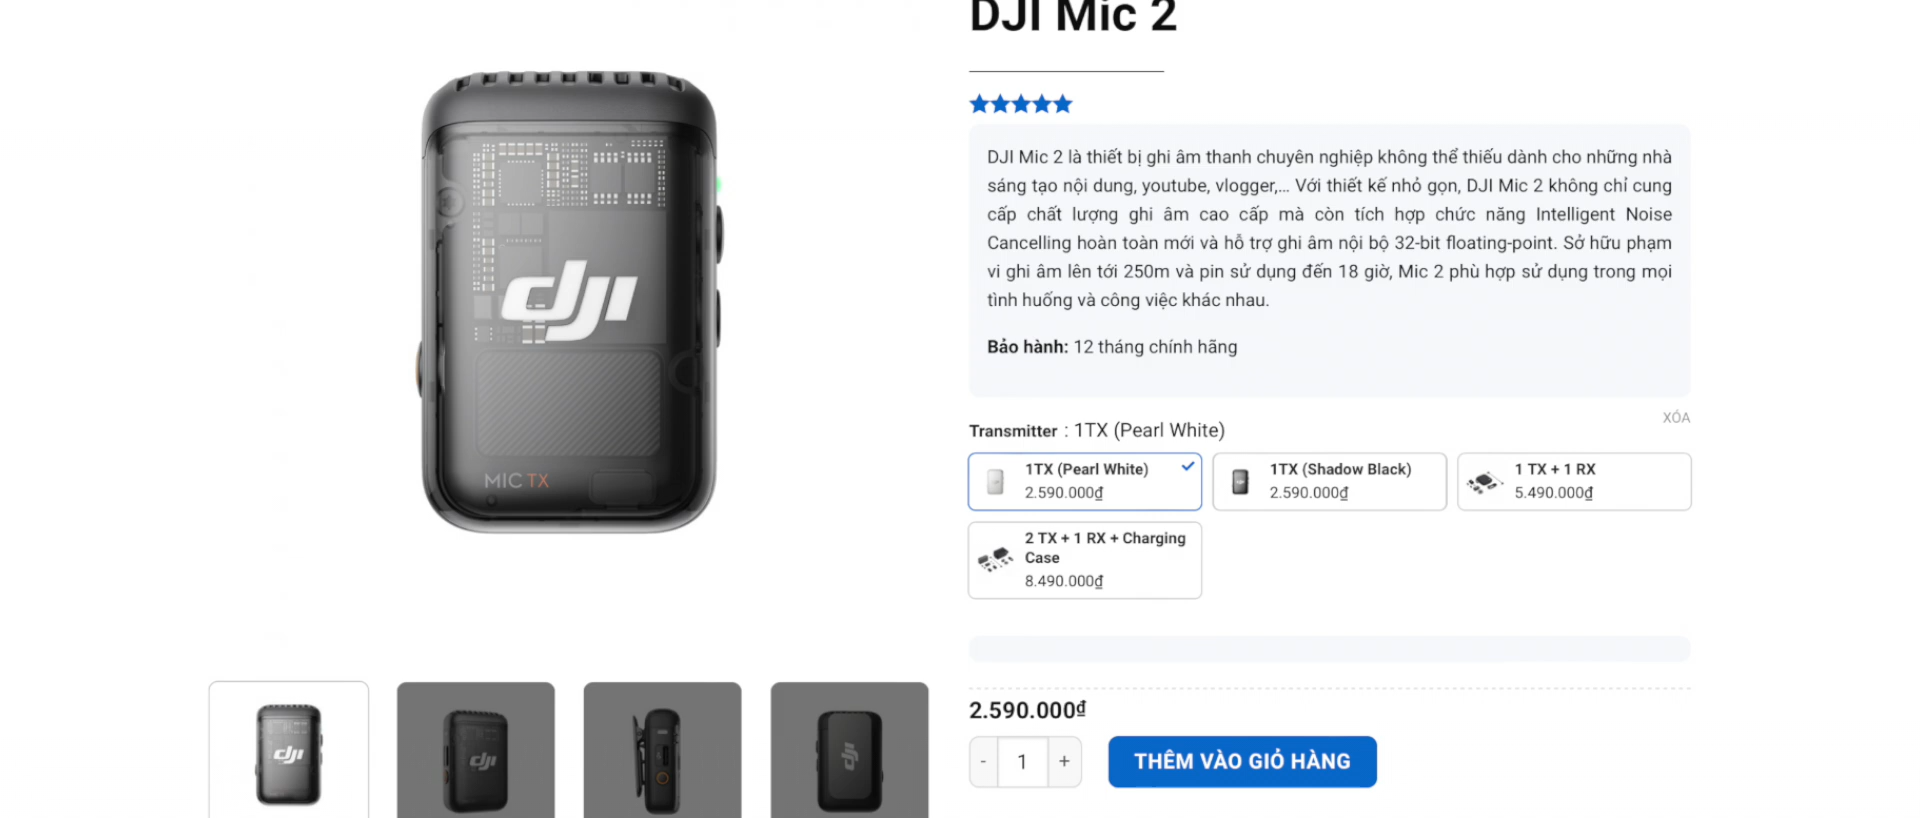 DJI Mic 2
DJI Mic 2 là thiết bị ghi âm thanh chuyên nghiệp không thể thiếu dành cho những nhà
sáng tạo nội dung, youtube, vlogger,... Với thiết kế nhỏ gọn, DJI Mic 2 không chỉ cung
cấp chất lượng ghi âm cao cấp mà còn tích hợp chức năng Intelligent Noise
Cancelling hoàn toàn mới và hỗ trợ ghi âm nội bộ 32-bit floating-point. Sở hữu phạm
vi ghi âm lên tới 250m và pin sử dụng đến 18 giờ, Mic 2 phù hợp sử dụng trong mọi
tình huống và công việc khác nhau.
Bảo hành: 12 tháng chính hãng
XÓA
Transmitter : 1TX (Pearl White)
1TX (Pearl White)
2.590.000₫
1TX (Shadow Black)
2.590.000₫
1 TX + 1 RX
5.490.000₫
2 TX + 1 RX + Charging
Case
8.490.000₫
2.590.000₫
- 1 +
THÊM VÀO GIỎ HÀNG
dji
MIC TX
dji
dji
dji